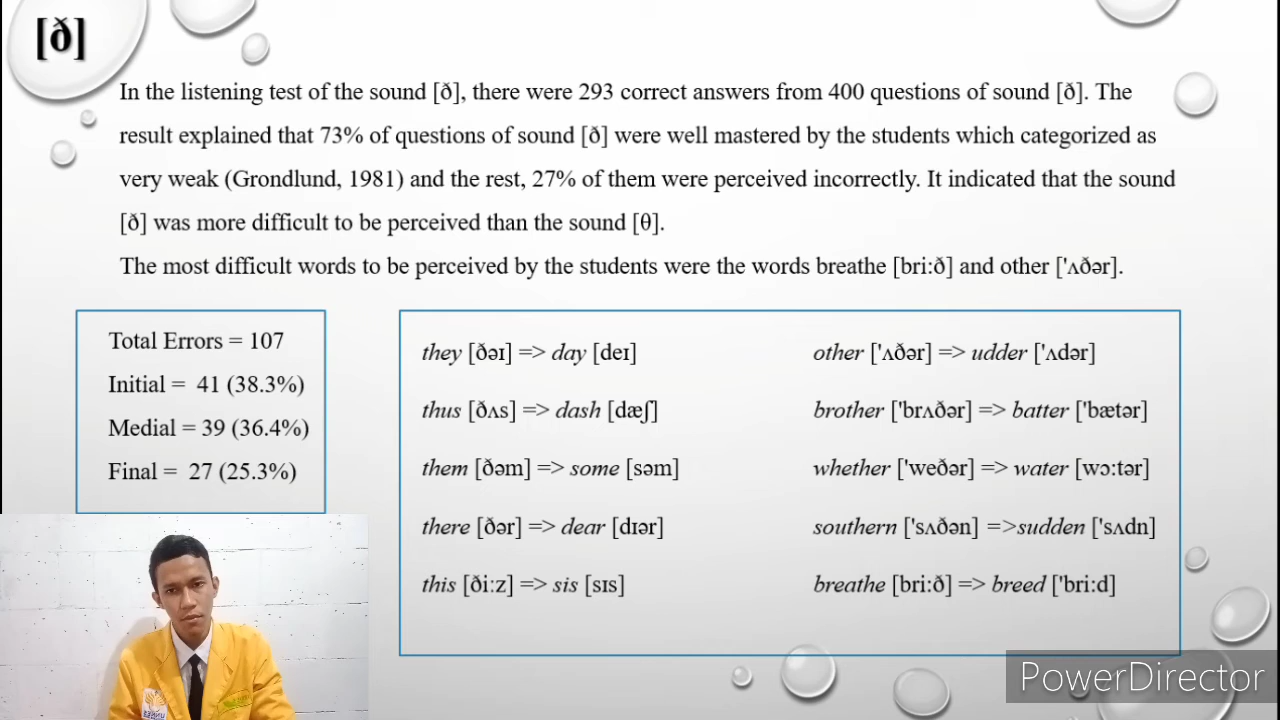 [ð]
In the listening test of the sound [ð], there were 293 correct answers from 400 questions of sound [ð]. The
result explained that 73% of questions of sound [ð] were well mastered by the students which categorized as
very weak (Grondlund, 1981) and the rest, 27% of them were perceived incorrectly. It indicated that the sound
[ð] was more difficult to be perceived than the sound [θ].
The most difficult words to be perceived by the students were the words breathe [bri:ð] and other ['ʌðər].
Total Errors = 107
Initial = 41 (38.3%)
Medial = 39 (36.4%)
Final = 27 (25.3%)
they [ðəɪ] => day [deɪ]
thus [ðʌs] => dash [dæʃ]
them [ðəm] => some [səm]
there [ðər] => dear [dɪər]
this [ði:z] => sis [sɪs]
other ['ʌðər] => udder ['ʌdər]
brother ['brʌðər] => batter ['bætər]
whether ['weðər] => water [wɔ:tər]
southern ['sʌðən] =>sudden ['sʌdn]
breathe [bri:ð] => breed ['bri:d]
PowerDirector